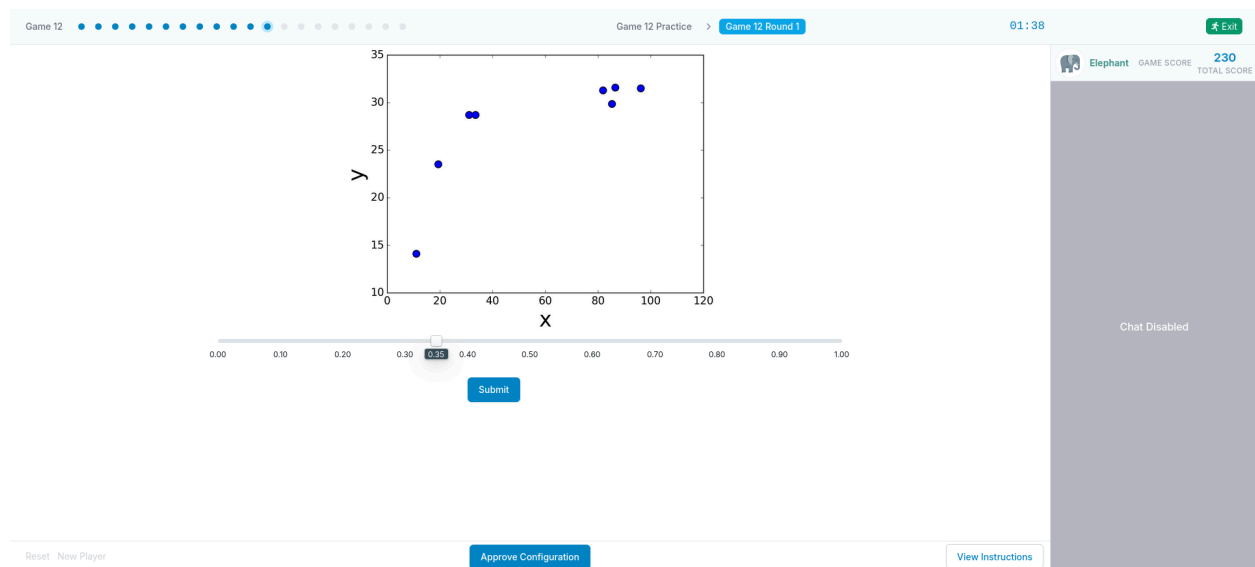 Game 12
Game 12 Practice > Game 12 Round 1
01:38
Exit
Elephant GAME SCORE 230 TOTAL SCORE
35
30
25
20
15
10
y
0 20 40 60 80 100 120
x
0.00 0.10 0.20 0.30 0.35 0.40 0.50 0.60 0.70 0.80 0.90 1.00
Submit
Chat Disabled
Reset New Player
Approve Configuration
View Instructions